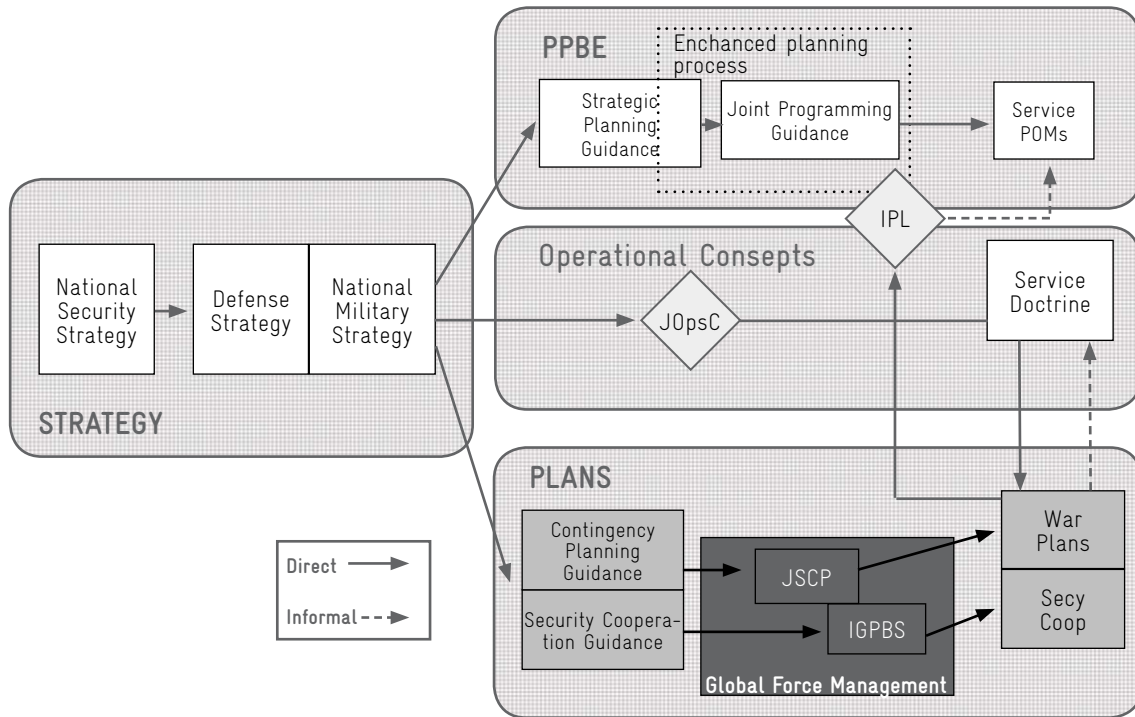 PPBE
Enchanced planning
process
Strategic
Planning
Guidance
Joint Programming
Guidance
Service
POMs
IPL
National
Security
Strategy
Defense
Strategy
National
Military
Strategy
STRATEGY
Operational Consepts
JOpsC
Service
Doctrine
PLANS
Contingency
Planning
Guidance
Security Coopera-
tion Guidance
JSCP
IGPBS
Global Force Management
War
Plans
Secy
Coop
Direct
Informal